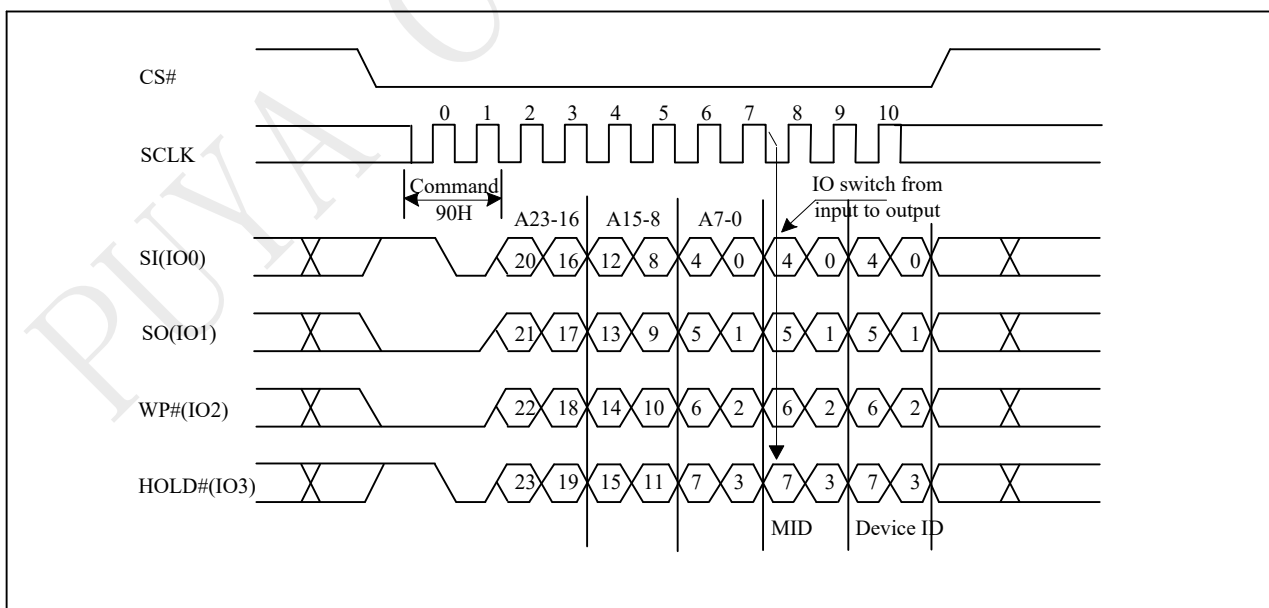 PUYA
CS#
0 1 2 3 4 5 6 7 8 9 10
SCLK
Command
90H
IO switch from
input to output
A23-16 A15-8 A7-0
SI(IO0) 20 16 12 8 4 0 4 0 4 0
SO(IO1) 21 17 13 9 5 1 5 1 5 1
WP#(IO2) 22 18 14 10 6 2 6 2 6 2
HOLD#(IO3) 23 19 15 11 7 3 7 3 7 3
MID Device ID